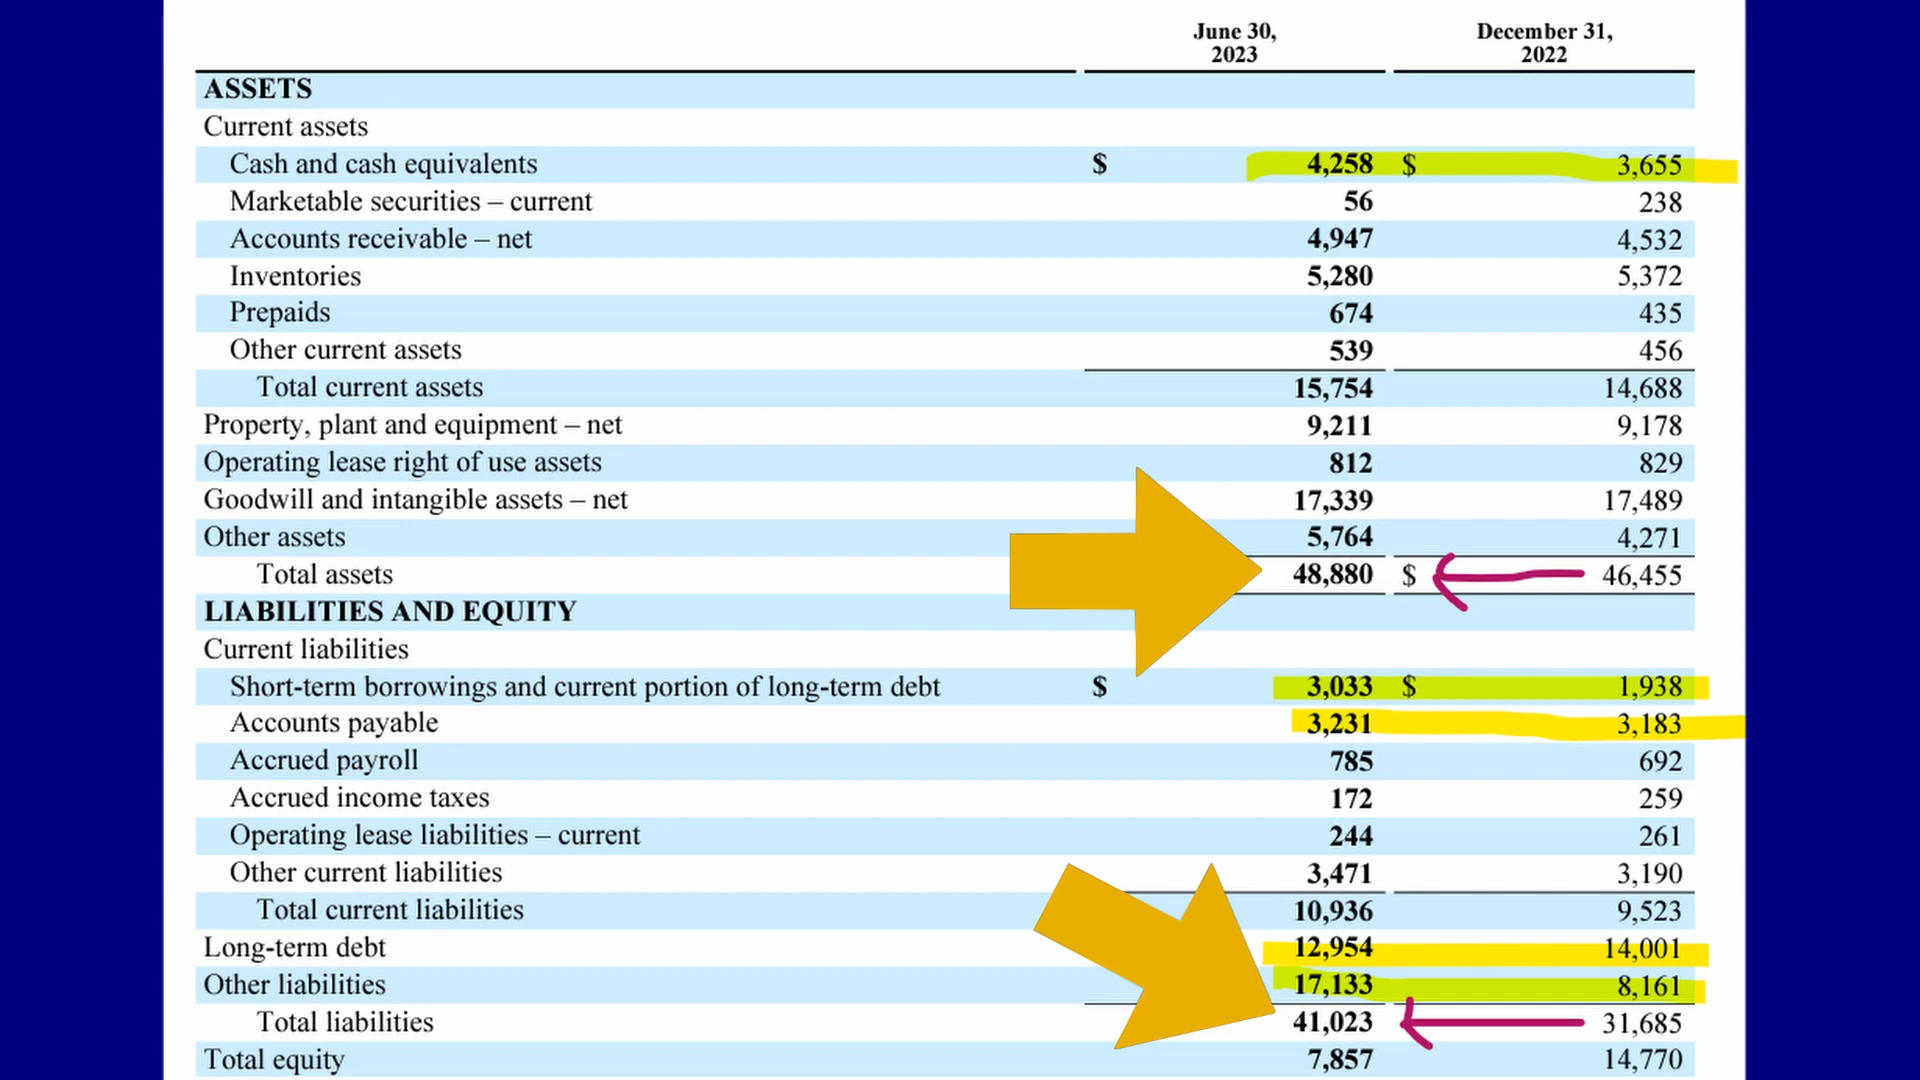 June 30, December 31,
2023 2022
ASSETS
Current assets
Cash and cash equivalents $ 4,258 $ 3,655
Marketable securities – current 56 238
Accounts receivable – net 4,947 4,532
Inventories 5,280 5,372
Prepaids 674 435
Other current assets 539 456
Total current assets 15,754 14,688
Property, plant and equipment – net 9,211 9,178
Operating lease right of use assets 812 829
Goodwill and intangible assets – net 17,339 17,489
Other assets 5,764 4,271
Total assets 48,880 $ 46,455
LIABILITIES AND EQUITY
Current liabilities
Short-term borrowings and current portion of long-term debt $ 3,033 $ 1,938
Accounts payable 3,231 3,183
Accrued payroll 785 692
Accrued income taxes 172 259
Operating lease liabilities – current 244 261
Other current liabilities 3,471 3,190
Total current liabilities 10,936 9,523
Long-term debt 12,954 14,001
Other liabilities 17,133 8,161
Total liabilities 41,023 31,685
Total equity 7,857 14,770